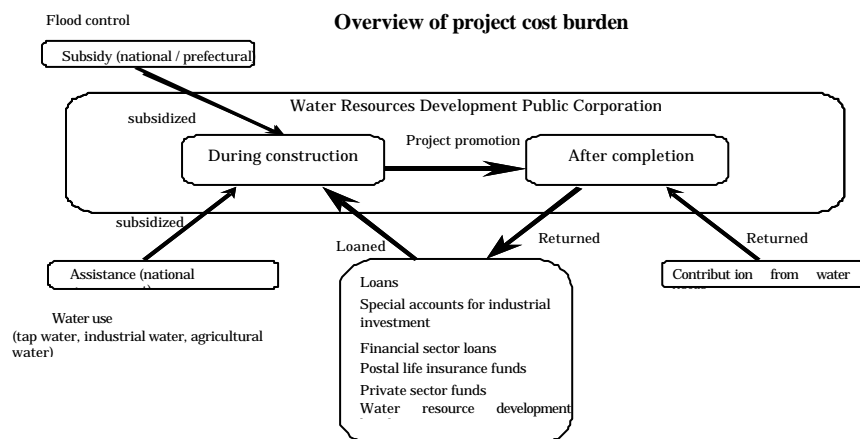 Overview of project cost burden
Flood control
Subsidy (national / prefectural)
Water Resources Development Public Corporation
subsidized
Project promotion
During construction
After completion
subsidized
Loaned
Returned
Returned
Assistance (national
Contribut ion from water
Water use
(tap water, industrial water, agricultural
water)
Loans
Special accounts for industrial
investment
Financial sector loans
Postal life insurance funds
Private sector funds
Water resource development